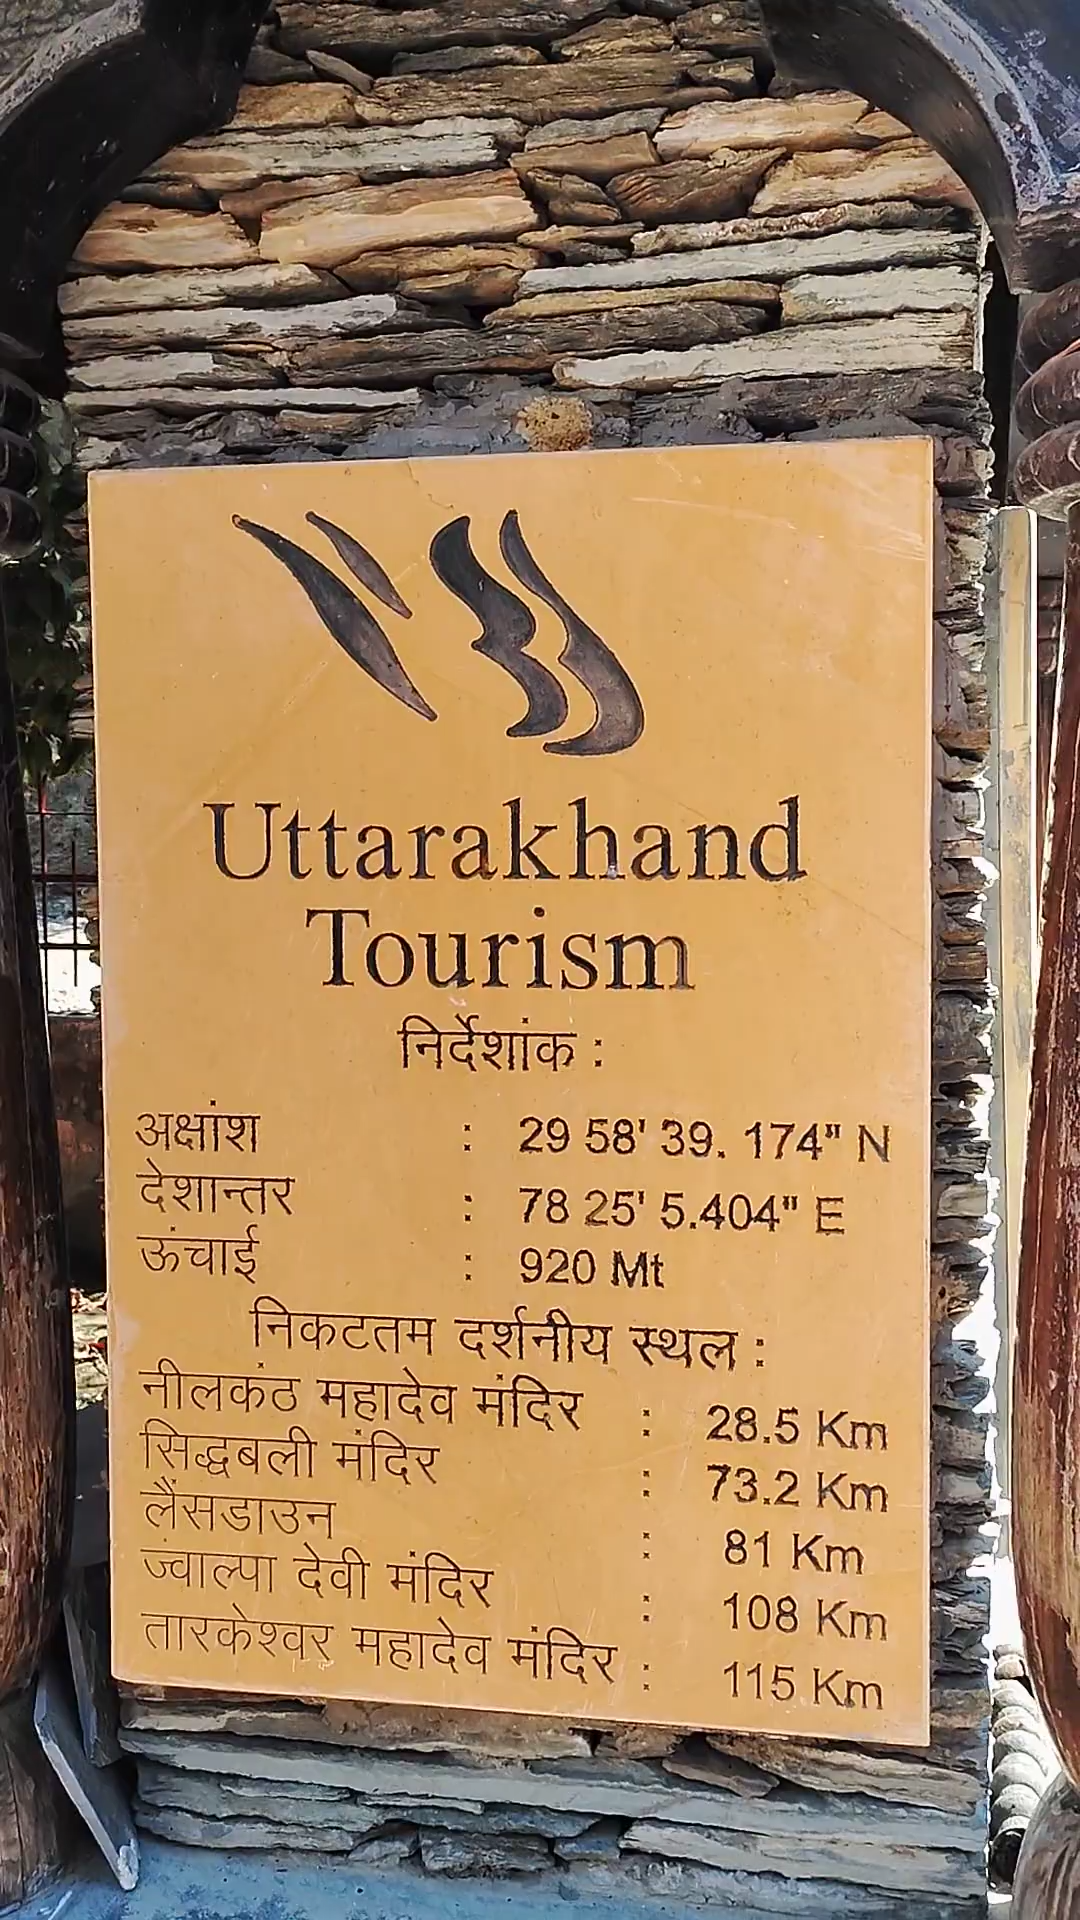 Uttarakhand
Tourism
निर्देशांक :
अक्षांश : 29 58' 39. 174" N
देशान्तर : 78 25' 5.404" E
ऊंचाई : 920 Mt
निकटतम दर्शनीय स्थल :
नीलकंठ महादेव मंदिर : 28.5 Km
सिद्धबली मंदिर : 73.2 Km
लैंसडाउन : 81 Km
ज्वाल्पा देवी मंदिर : 108 Km
तारकेश्वर महादेव मंदिर : 115 Km